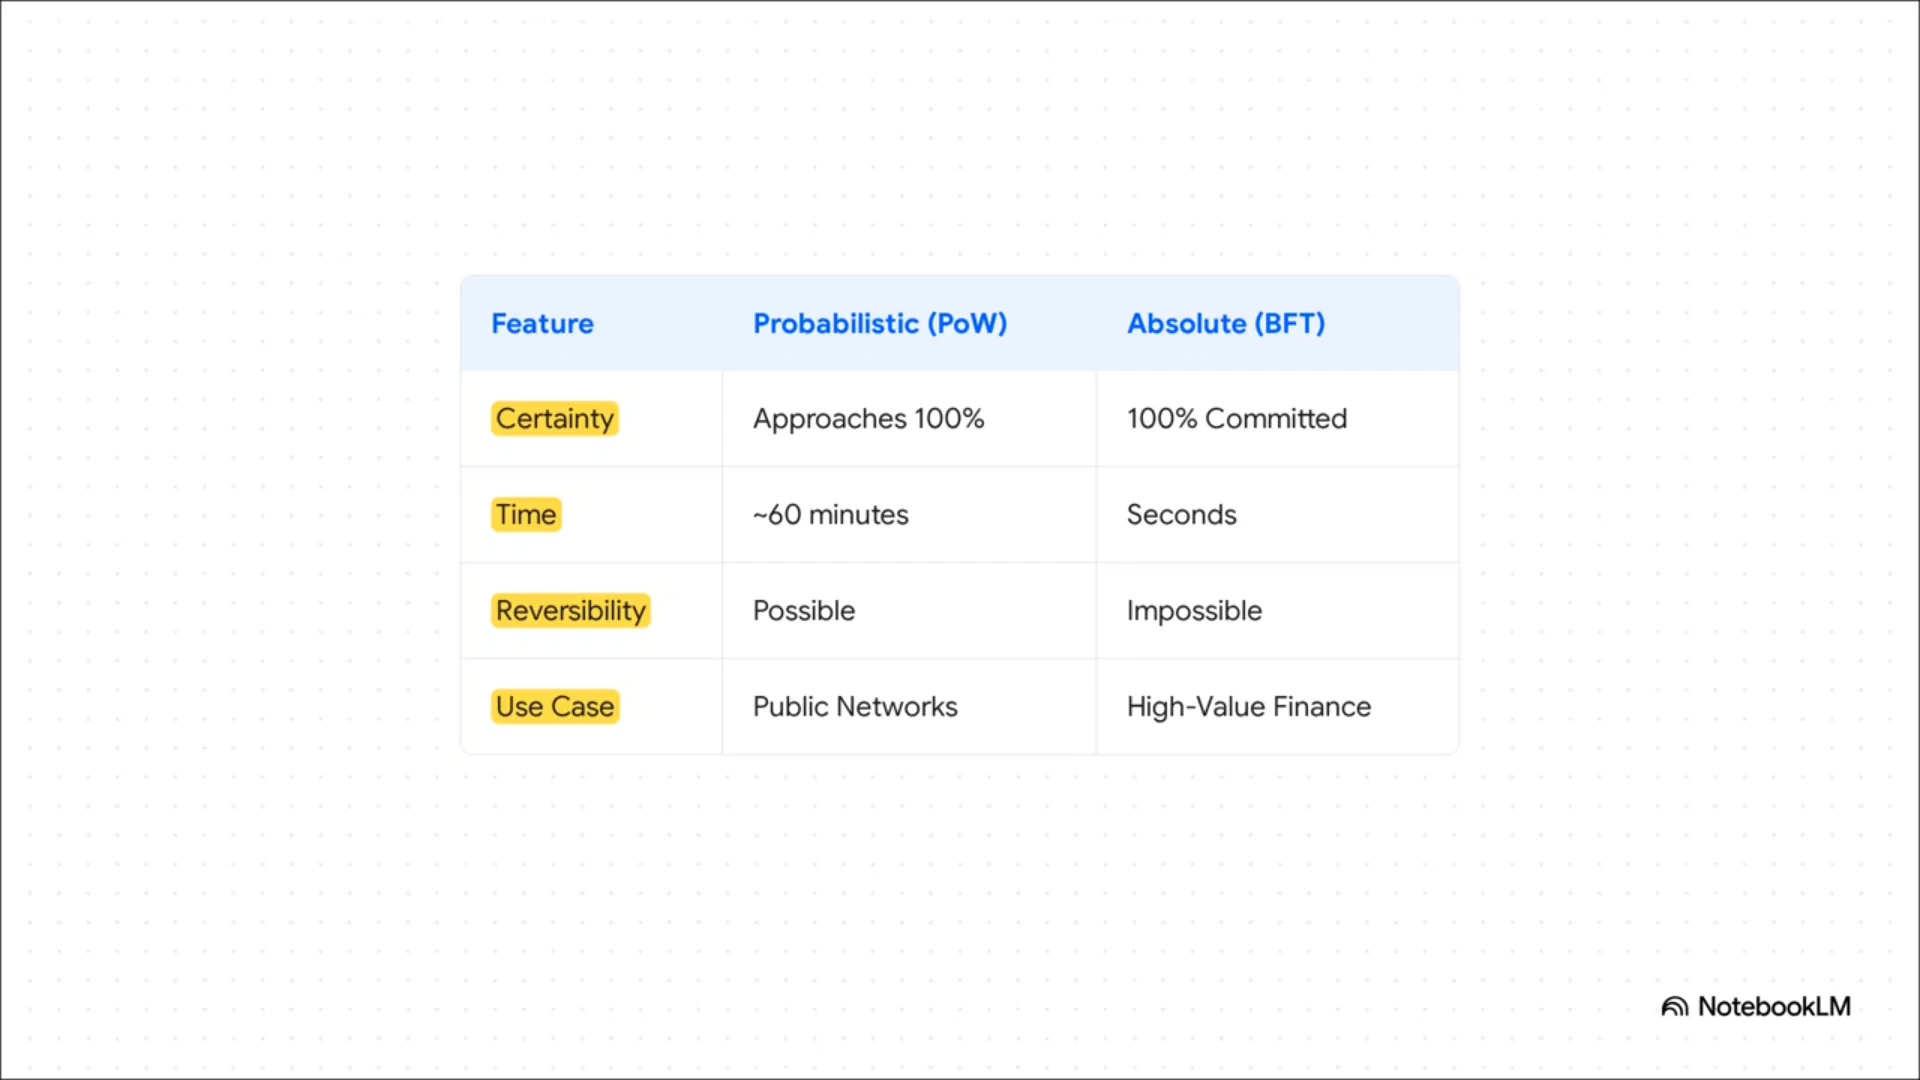 Feature Probabilistic (PoW) Absolute (BFT)
Certainty Approaches 100% 100% Committed
Time ~60 minutes Seconds
Reversibility Possible Impossible
Use Case Public Networks High-Value Finance
NotebookLM